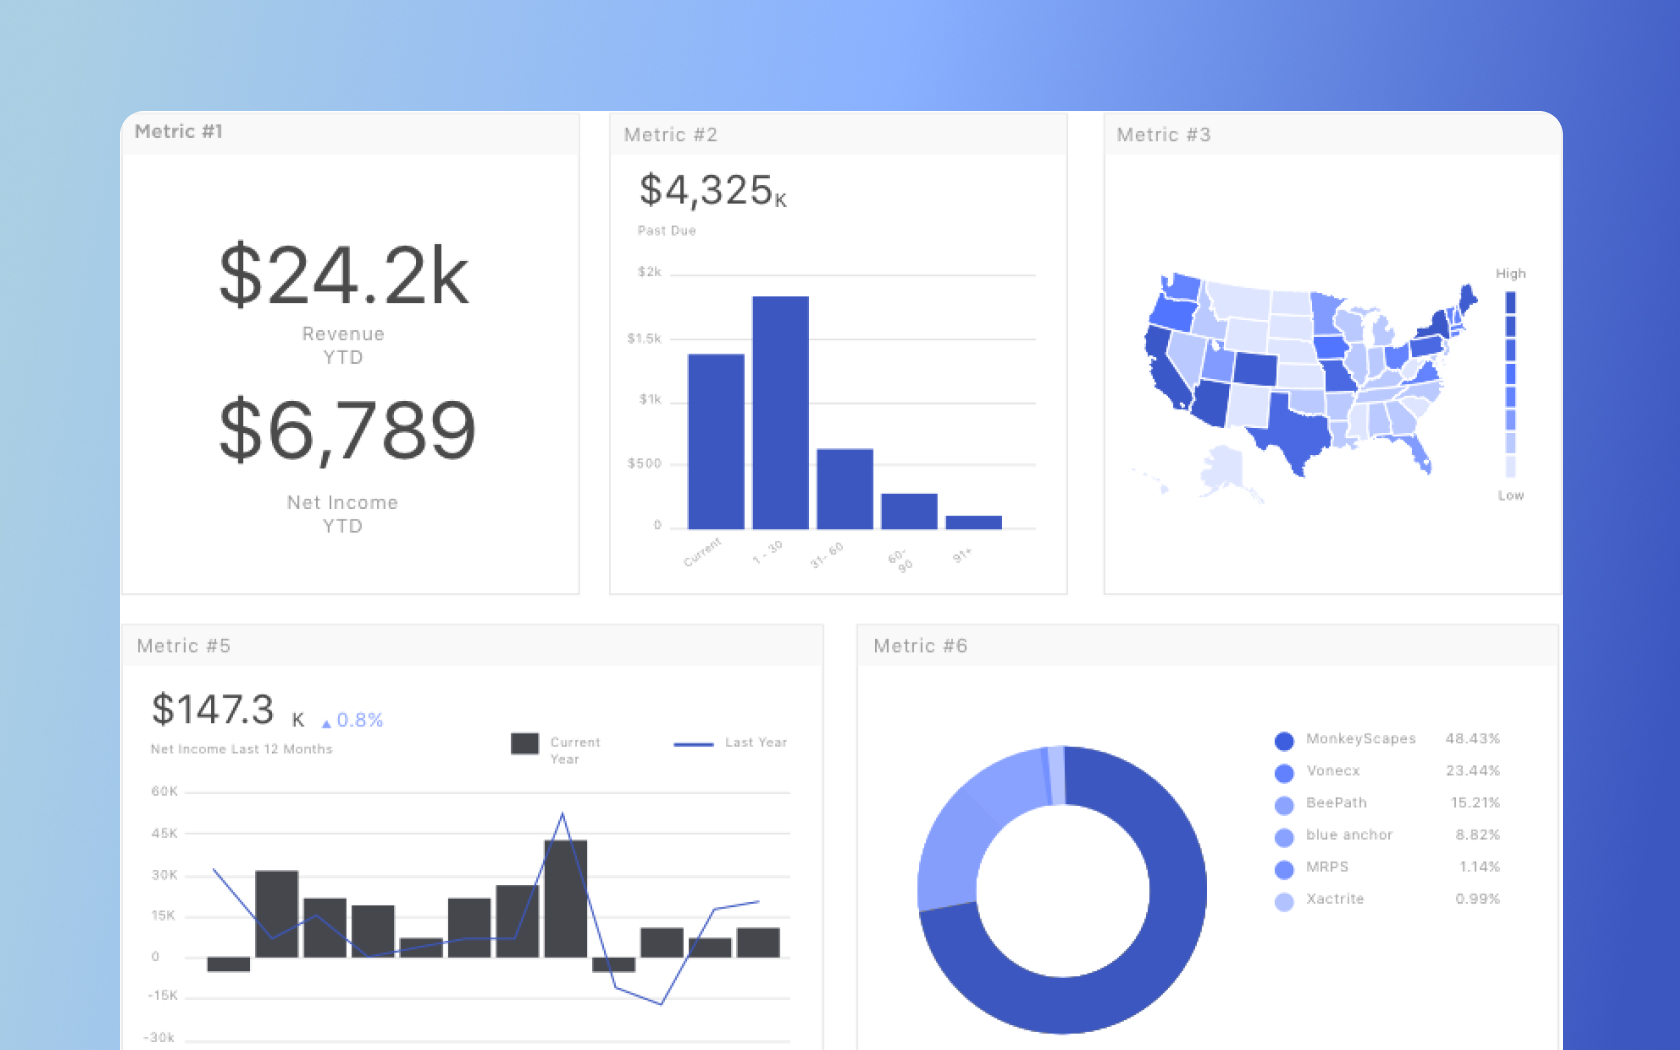 Metric #1
$24.2k
Revenue
YTD
$6,789
Net Income
YTD
Metric #2
$4,325K
Past Due
$2k
$1.5k
$1k
$500
0
Current
1 - 30
31- 60
60-
90
91+
Metric #3
High
Low
Metric #5
$147.3 K ▲ 0.8%
Net Income Last 12 Months
Current
Year
Last Year
60K
45K
30K
15K
0
-15K
-30k
Metric #6
MonkeyScapes 48.43%
Vonecx 23.44%
BeePath 15.21%
blue anchor 8.82%
MRPS 1.14%
Xactrite 0.99%